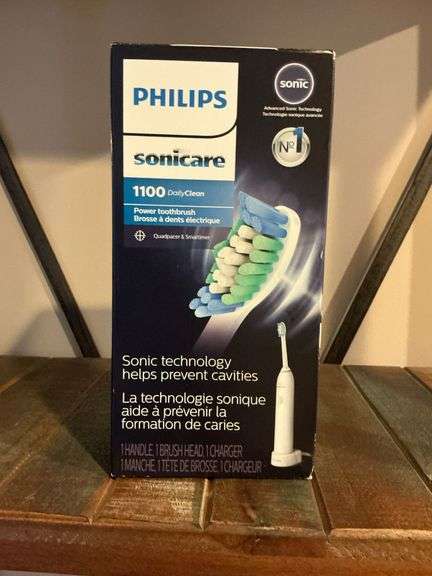 PHILIPS
sonicare
1100 DailyClean
Power toothbrush
Brosse à dents électrique
Quadpacer & Smartimer
sonic
Advanced Sonic Technology
Technologie sonique avancée
Nº1
Sonic technology
helps prevent cavities
La technologie sonique
aide à prévenir la
formation de caries
1 HANDLE, 1 BRUSH HEAD, 1 CHARGER
1 MANCHE, 1 TÊTE DE BROSSE, 1 CHARGEUR